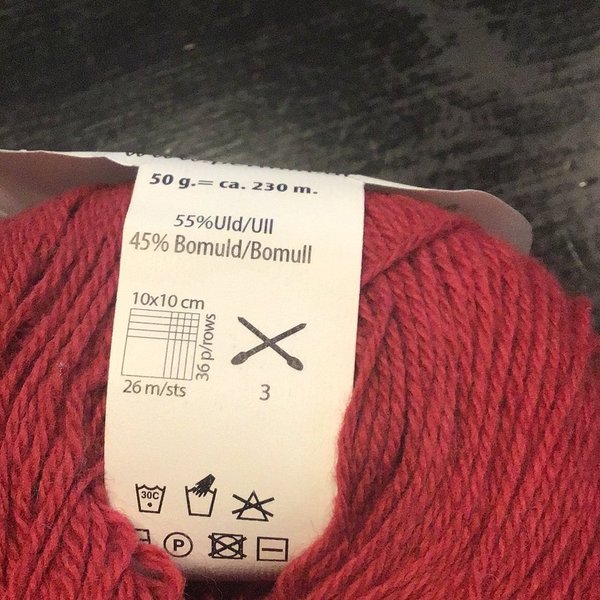 50 g.= ca. 230 m.
55%Uld/Ull
45% Bomuld/Bomull
10x10 cm
36 p/rows
26 m/sts
3
30C
P